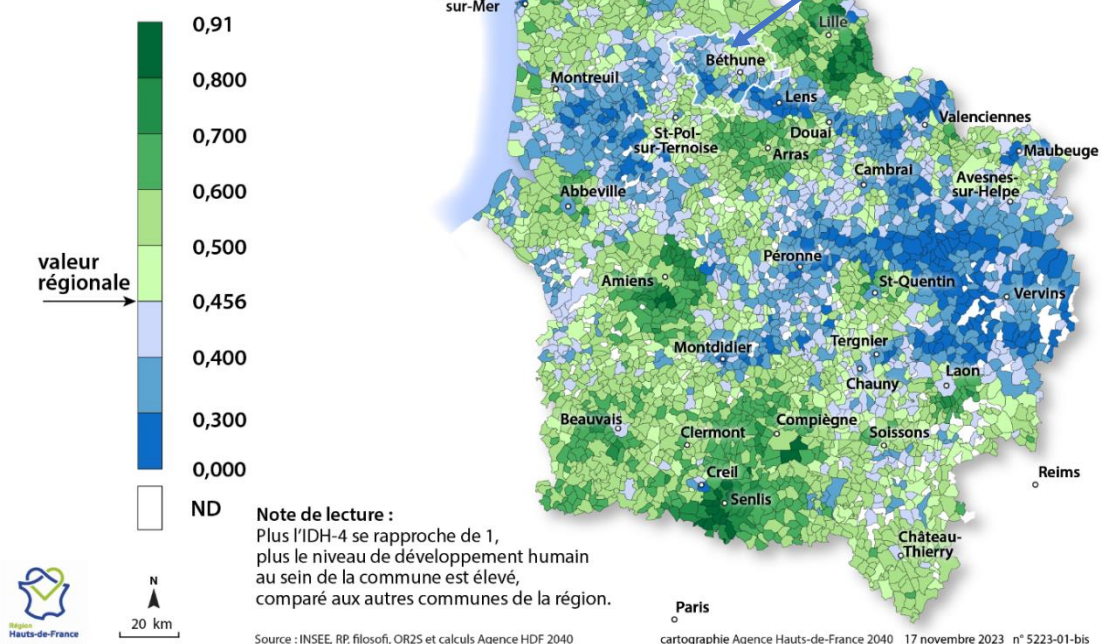 sur-Mer
0,91
0,800
0,700
0,600
0,500
valeur
régionale
0,456
0,400
0,300
0,000
ND
Lille
Béthune
Montreuil
Lens
Valenciennes
St-Pol-
sur-Ternoise
Douai
Arras
Maubeuge
Cambrai
Avesnes-
sur-Helpe
Abbeville
Péronne
Amiens
St-Quentin
Vervins
Montdidier
Tergnier
Chauny
Laon
Beauvais
Clermont
Compiègne
Soissons
Creil
Senlis
Reims
Château-
Thierry
Paris
Note de lecture :
Plus l'IDH-4 se rapproche de 1,
plus le niveau de développement humain
au sein de la commune est élevé,
comparé aux autres communes de la région.
Région
Hauts-de-France
N
20 km
Source : INSEE, RP, filosofi, OR2S et calculs Agence HDF 2040
cartographie Agence Hauts-de-France 2040 17 novembre 2023 n° 5223-01-bis